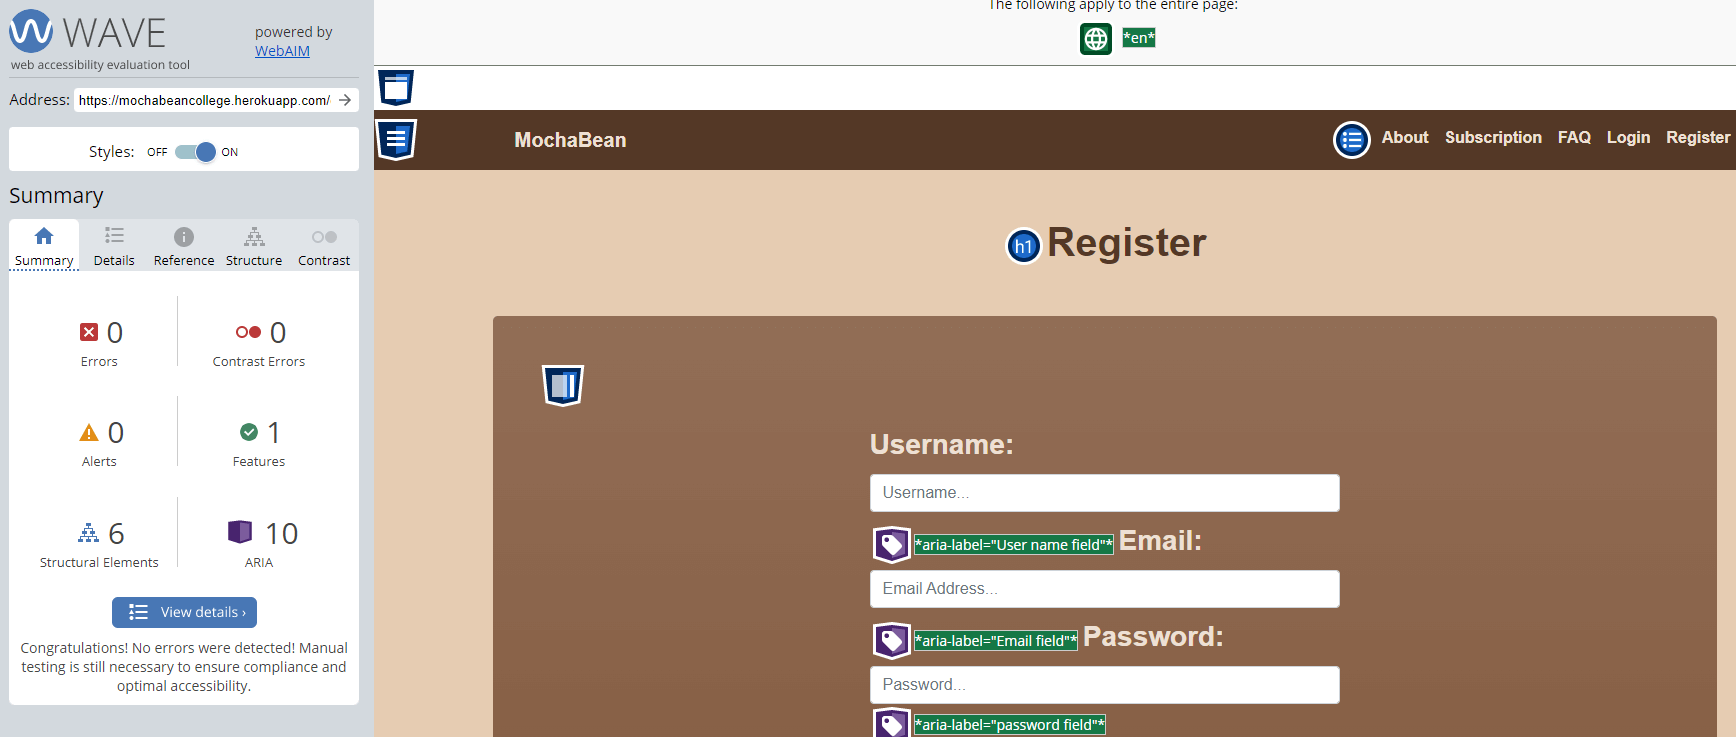 WAVE
powered by
WebAIM
web accessibility evaluation tool
Address: https://mochabeancollege.herokuapp.com/
Styles: OFF ON
Summary
Summary Details Reference Structure Contrast
0 0
Errors Contrast Errors
0 1
Alerts Features
6 10
Structural Elements ARIA
View details ›
Congratulations! No errors were detected! Manual
testing is still necessary to ensure compliance and
optimal accessibility.
The following apply to the entire page:
*en*
MochaBean About Subscription FAQ Login Register
h1 Register
Username:
Username...
*aria-label="User name field"* Email:
Email Address...
*aria-label="Email field"* Password:
Password...
*aria-label="password field"*